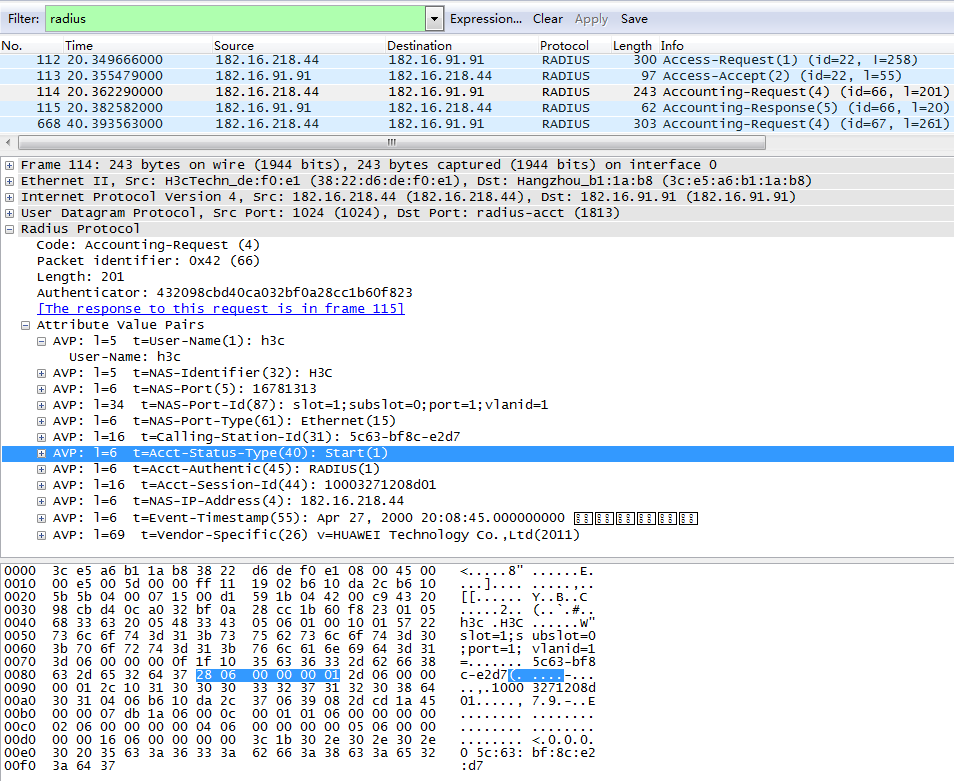 Filter: radius Expression... Clear Apply Save
No. Time Source Destination Protocol Length Info
112 20.349666000 182.16.218.44 182.16.91.91 RADIUS 300 Access-Request(1) (id=22, l=258)
113 20.355479000 182.16.91.91 182.16.218.44 RADIUS 97 Access-Accept(2) (id=22, l=55)
114 20.362290000 182.16.218.44 182.16.91.91 RADIUS 243 Accounting-Request(4) (id=66, l=201)
115 20.382582000 182.16.91.91 182.16.218.44 RADIUS 62 Accounting-Response(5) (id=66, l=20)
668 40.393563000 182.16.218.44 182.16.91.91 RADIUS 303 Accounting-Request(4) (id=67, l=261)
Frame 114: 243 bytes on wire (1944 bits), 243 bytes captured (1944 bits) on interface 0
Ethernet II, Src: H3cTechn_de:f0:e1 (38:22:d6:de:f0:e1), Dst: Hangzhou_b1:1a:b8 (3c:e5:a6:b1:1a:b8)
Internet Protocol Version 4, Src: 182.16.218.44 (182.16.218.44), Dst: 182.16.91.91 (182.16.91.91)
User Datagram Protocol, Src Port: 1024 (1024), Dst Port: radius-acct (1813)
Radius Protocol
Code: Accounting-Request (4)
Packet identifier: 0x42 (66)
Length: 201
Authenticator: 432098cbd40ca032bf0a28cc1b60f823
[The response to this request is in frame 115]
Attribute Value Pairs
AVP: l=5 t=User-Name(1): h3c
User-Name: h3c
AVP: l=5 t=NAS-Identifier(32): H3C
AVP: l=6 t=NAS-Port(5): 16781313
AVP: l=34 t=NAS-Port-Id(87): slot=1;subslot=0;port=1;vlanid=1
AVP: l=6 t=NAS-Port-Type(61): Ethernet(15)
AVP: l=16 t=Calling-Station-Id(31): 5c63-bf8c-e2d7
AVP: l=6 t=Acct-Status-Type(40): Start(1)
AVP: l=6 t=Acct-Authentic(45): RADIUS(1)
AVP: l=16 t=Acct-Session-Id(44): 10003271208d01
AVP: l=6 t=NAS-IP-Address(4): 182.16.218.44
AVP: l=6 t=Event-Timestamp(55): Apr 27, 2000 20:08:45.000000000
AVP: l=69 t=Vendor-Specific(26) v=HUAWEI Technology Co.,Ltd(2011)
0000 3c e5 a6 b1 1a b8 38 22 d6 de f0 e1 08 00 45 00 <.....8" ......E.
0010 00 e5 00 5d 00 00 ff 11 19 02 b6 10 da 2c b6 10 ...].... .....,..
0020 5b 5b 04 00 07 15 00 d1 59 1b 04 42 00 c9 43 20 [[...... Y..B..C
0030 98 cb d4 0c a0 32 bf 0a 28 cc 1b 60 f8 23 01 05 .....2.. (..`.#..
0040 68 33 63 20 05 48 33 43 05 06 01 00 10 01 57 22 h3c .H3C ......W"
0050 73 6c 6f 74 3d 31 3b 73 75 62 73 6c 6f 74 3d 30 slot=1;s ubslot=0
0060 3b 70 6f 72 74 3d 31 3b 76 6c 61 6e 69 64 3d 31 ;port=1; vlanid=1
0070 3d 06 00 00 00 0f 1f 10 35 63 36 33 2d 62 66 38 =....... 5c63-bf8
0080 63 2d 65 32 64 37 28 06 00 00 00 01 2d 06 00 00 c-e2d7(. ....-...
0090 00 01 2c 10 31 30 30 30 33 32 37 31 32 30 38 64 ..,.1000 3271208d
00a0 30 31 04 06 b6 10 da 2c 37 06 39 08 2d cd 1a 45 01....., 7.9.-..E
00b0 00 00 07 db 1a 06 00 0c 00 01 01 06 00 00 00 00 ........ ........
00c0 02 06 00 00 00 00 04 06 00 00 00 00 05 06 00 00 ........ ........
00d0 00 00 16 06 00 00 00 00 3c 1b 30 2e 30 2e 30 2e ........ <.0.0.0.
00e0 30 20 35 63 3a 36 33 3a 62 66 3a 38 63 3a 65 32 0 5c:63: bf:8c:e2
00f0 3a 64 37 :d7